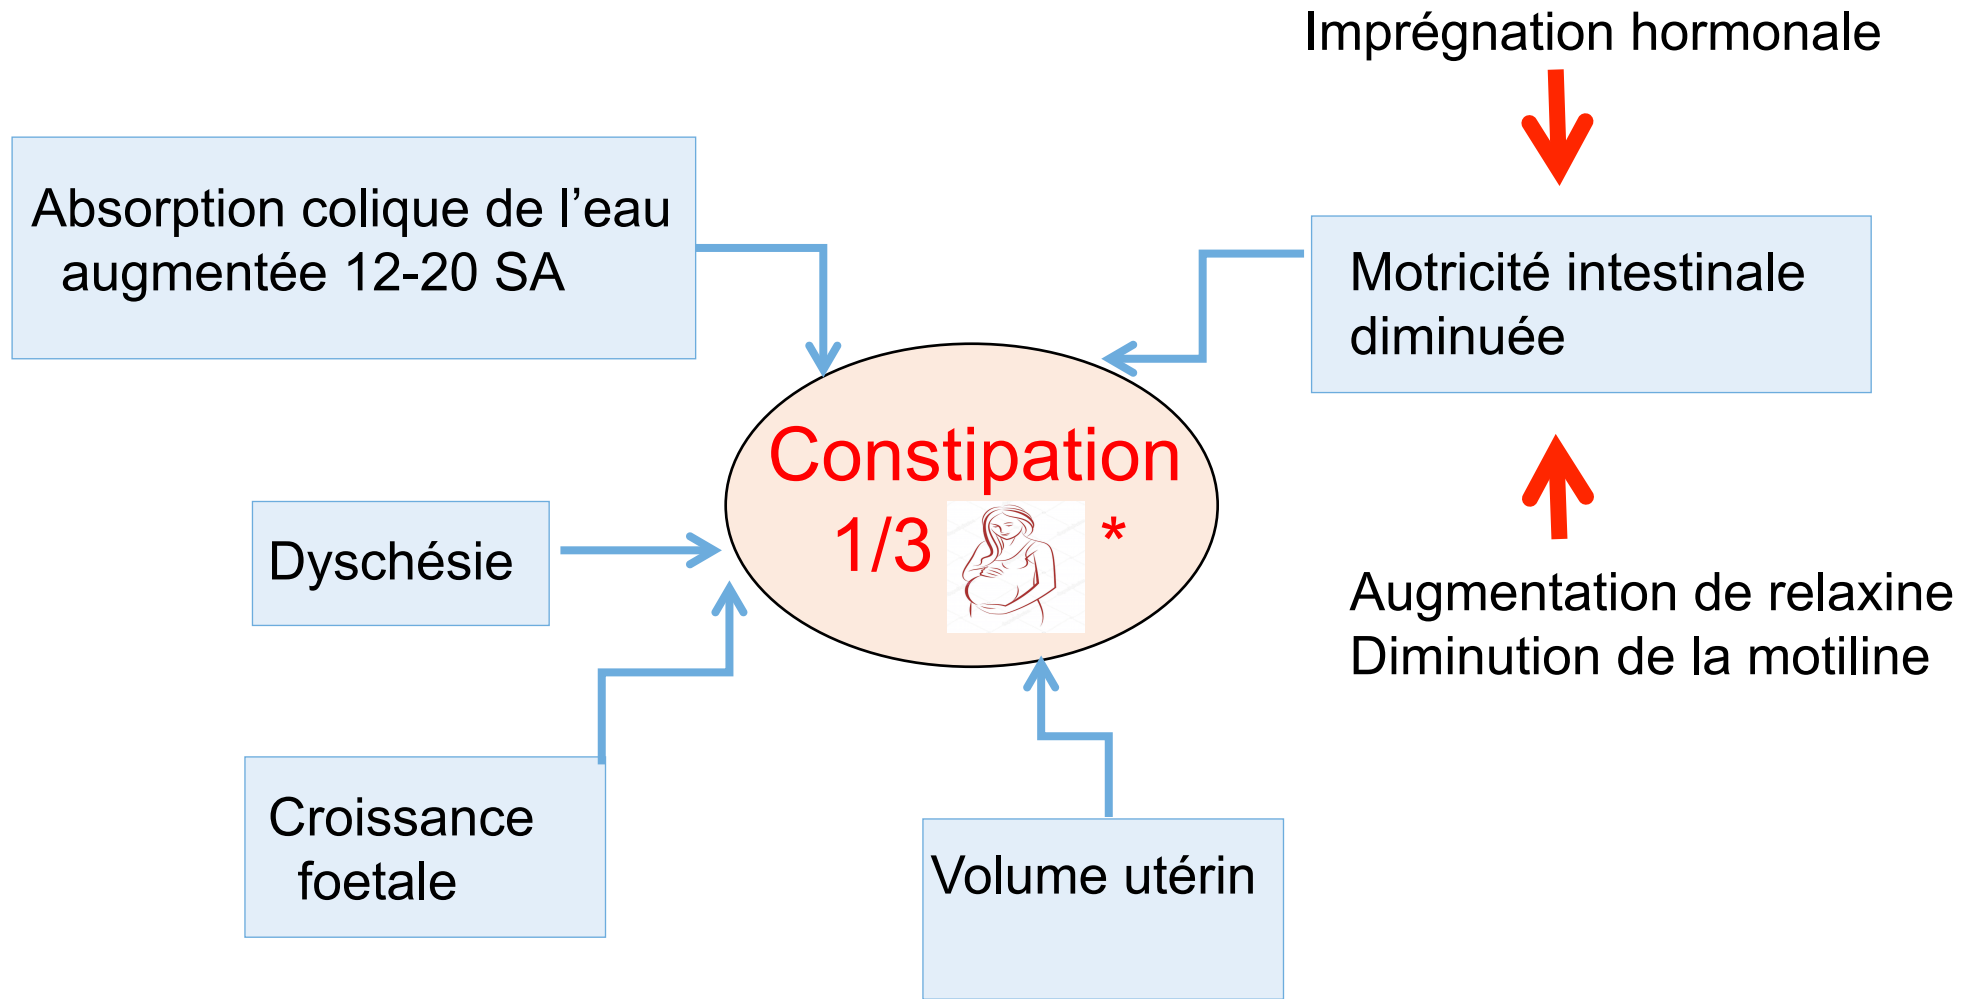 Imprégnation hormonale
Absorption colique de l’eau
augmentée 12-20 SA
Motricité intestinale
diminuée
Constipation
1/3 *
Dyschésie
Augmentation de relaxine
Diminution de la motiline
Croissance
foetale
Volume utérin